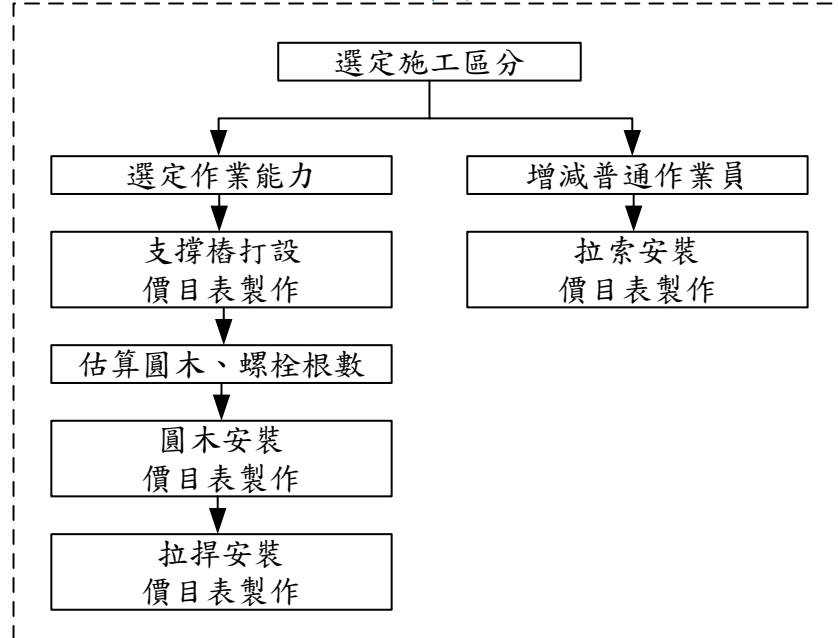 選定施工區分
選定作業能力
增減普通作業員
支撐樁打設
價目表製作
拉索安裝
價目表製作
估算圓木、螺栓根數
圓木安裝
價目表製作
拉捍安裝
價目表製作